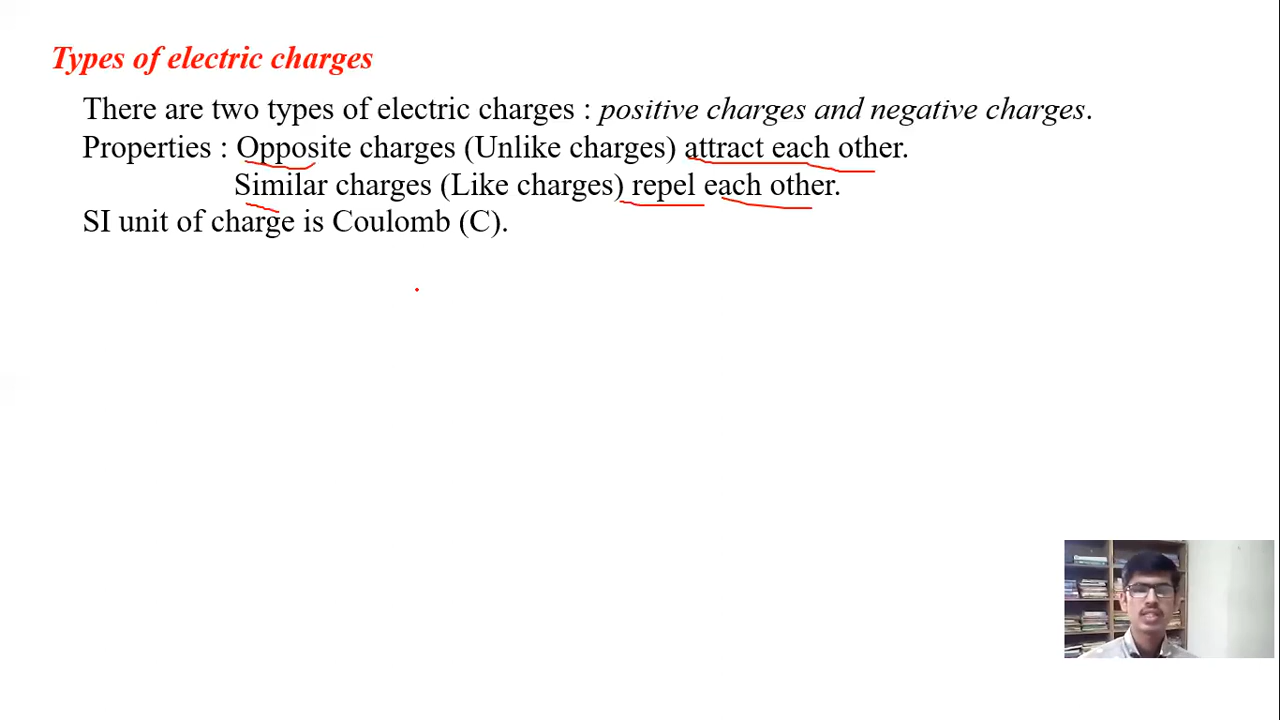 Types of electric charges
There are two types of electric charges : positive charges and negative charges.
Properties : Opposite charges (Unlike charges) attract each other.
Similar charges (Like charges) repel each other.
SI unit of charge is Coulomb (C).